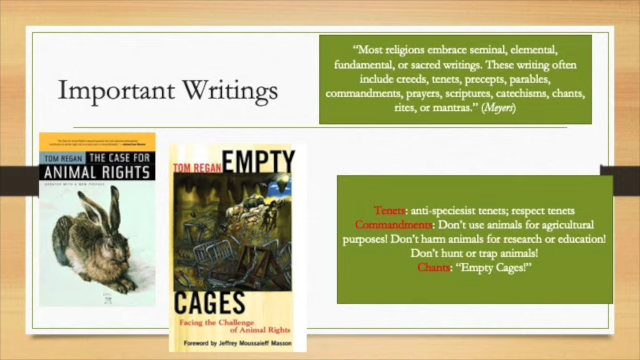 Important Writings
“Most religions embrace seminal, elemental,
fundamental, or sacred writings. These writing often
include creeds, tenets, precepts, parables,
commandments, prayers, scriptures, catechisms, chants,
rites, or mantras.” (Meyers)
TOM REGAN THE CASE FOR
ANIMAL RIGHTS
UPDATED WITH A NEW PREFACE
TOM REGAN EMPTY
CAGES
Facing the Challenge
of Animal Rights
Foreword by Jeffrey Moussaieff Masson
Tenets: anti-speciesist tenets; respect tenets
Commandments: Don’t use animals for agricultural
purposes! Don’t harm animals for research or education!
Don’t hunt or trap animals!
Chants: “Empty Cages!”